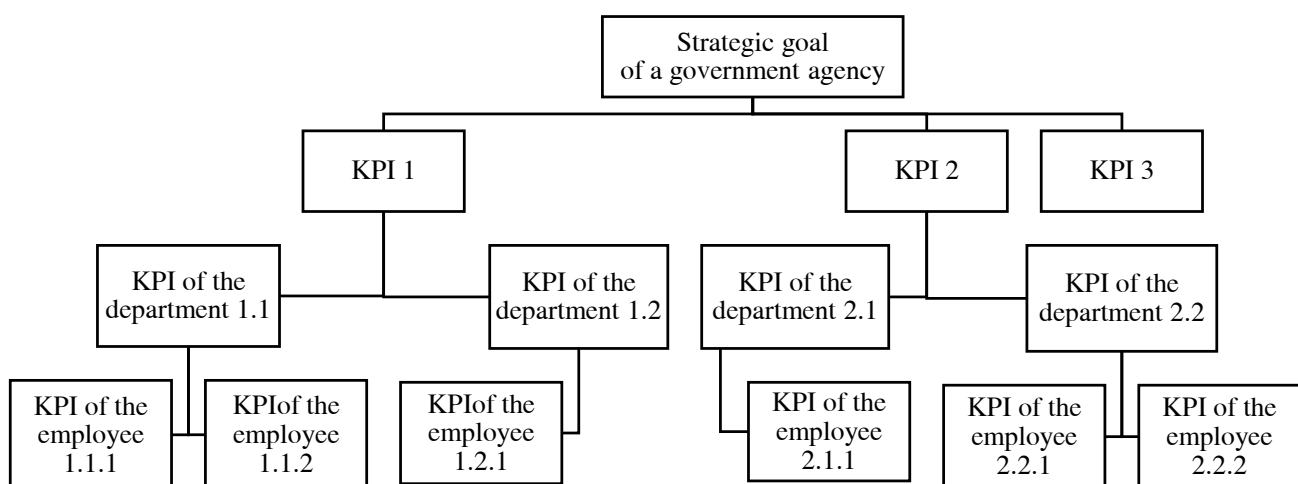 Strategic goal
of a government agency
KPI 1
KPI 2
KPI 3
KPI of the
department 1.1
KPI of the
department 1.2
KPI of the
department 2.1
KPI of the
department 2.2
KPI of the
employee
1.1.1
KPIof the
employee
1.1.2
KPIof the
employee
1.2.1
KPI of the
employee
2.1.1
KPI of the
employee
2.2.1
KPI of the
employee
2.2.2